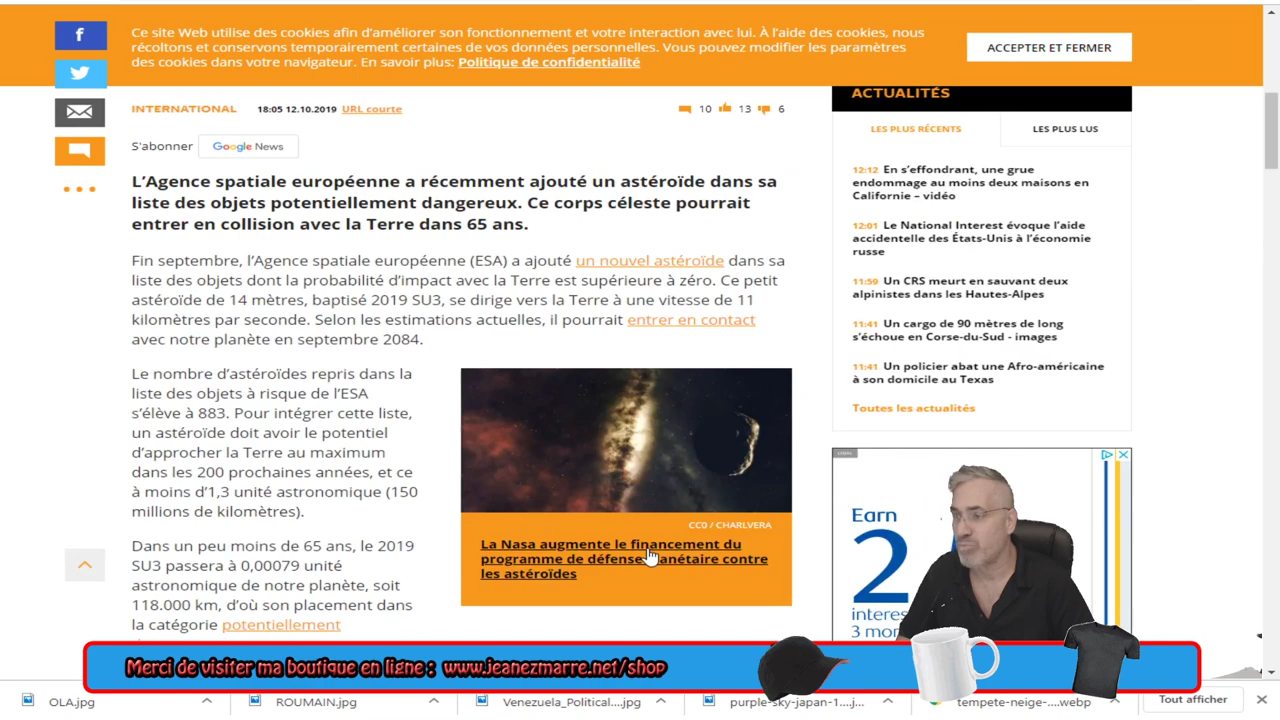 Ce site Web utilise des cookies afin d'améliorer son fonctionnement et votre interaction avec lui. À l'aide des cookies, nous
récoltons et conservons temporairement certaines de vos données personnelles. Vous pouvez modifier les paramètres
des cookies dans votre navigateur. En savoir plus: Politique de confidentialité
ACCEPTER ET FERMER
f
INTERNATIONAL 18:05 12.10.2019 URL courte
10 13 6
S'abonner Google News
L'Agence spatiale européenne a récemment ajouté un astéroïde dans sa
liste des objets potentiellement dangereux. Ce corps céleste pourrait
entrer en collision avec la Terre dans 65 ans.
Fin septembre, l'Agence spatiale européenne (ESA) a ajouté un nouvel astéroïde dans sa
liste des objets dont la probabilité d'impact avec la Terre est supérieure à zéro. Ce petit
astéroïde de 14 mètres, baptisé 2019 SU3, se dirige vers la Terre à une vitesse de 11
kilomètres par seconde. Selon les estimations actuelles, il pourrait entrer en contact
avec notre planète en septembre 2084.
Le nombre d'astéroïdes repris dans la
liste des objets à risque de l'ESA
s'élève à 883. Pour intégrer cette liste,
un astéroïde doit avoir le potentiel
d'approcher la Terre au maximum
dans les 200 prochaines années, et ce
à moins d'1,3 unité astronomique (150
millions de kilomètres).
Dans un peu moins de 65 ans, le 2019
SU3 passera à 0,00079 unité
astronomique de notre planète, soit
118.000 km, d'où son placement dans
la catégorie potentiellement
CC0 / CHARLVERA
La Nasa augmente le financement du
programme de défense planétaire contre
les astéroïdes
ACTUALITÉS
LES PLUS RÉCENTS LES PLUS LUS
12:12 En s'effondrant, une grue
endommage au moins deux maisons en
Californie – vidéo
12:01 Le National Interest évoque l'aide
accidentelle des États-Unis à l'économie
russe
11:59 Un CRS meurt en sauvant deux
alpinistes dans les Hautes-Alpes
11:41 Un cargo de 90 mètres de long
s'échoue en Corse-du-Sud - images
11:41 Un policier abat une Afro-américaine
à son domicile au Texas
Toutes les actualités
Earn
2
interes
3 mon
Merci de visiter ma boutique en ligne : www.jeanezmarre.net/shop
OLA.jpg
ROUMAIN.jpg
Venezuela_Political....jpg
purple-sky-japan-1....j...
tempete-neige-....webp
Tout afficher